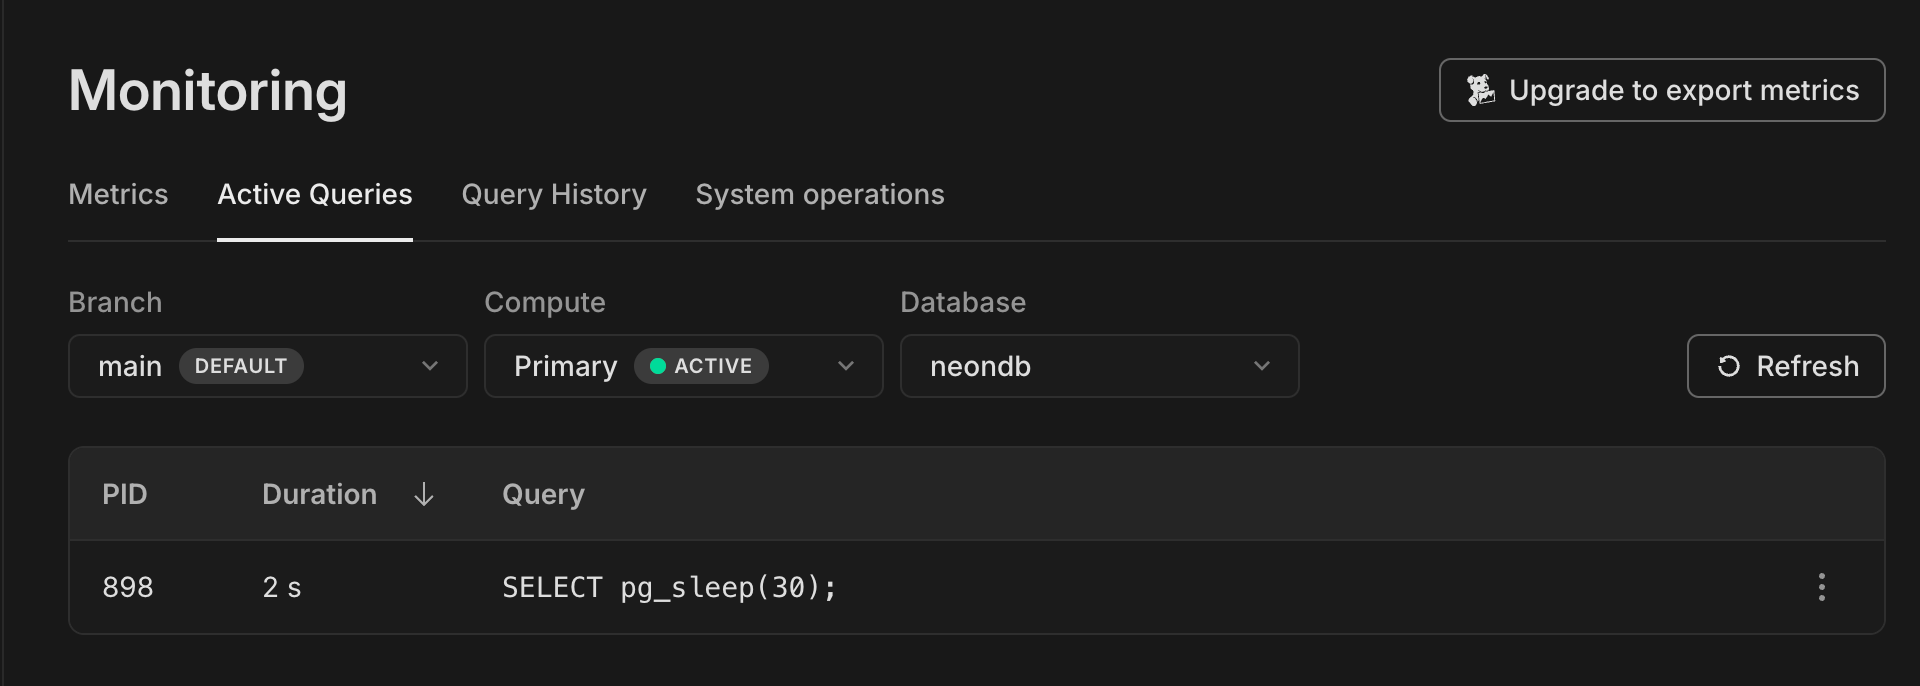 Monitoring
Upgrade to export metrics
Metrics Active Queries Query History System operations
Branch Compute Database
main DEFAULT Primary ACTIVE neondb Refresh
PID Duration ↓ Query
898 2 s SELECT pg_sleep(30);